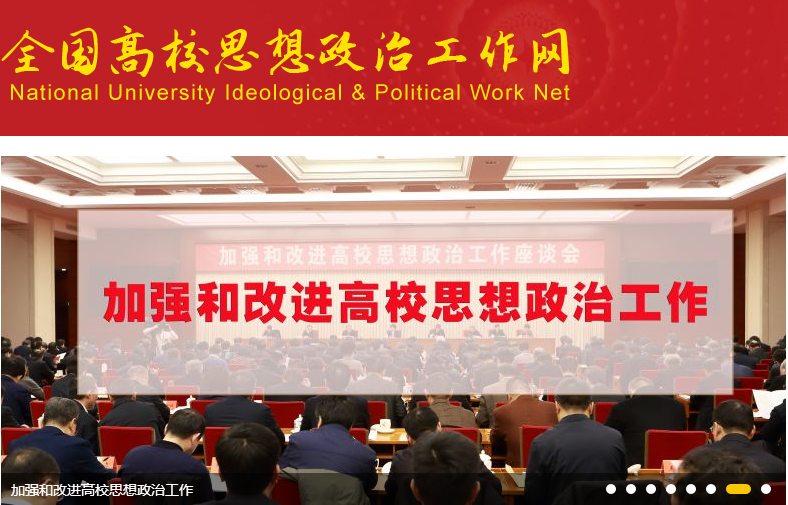 全国高校思想政治工作网
National University Ideological & Political Work Net
加强和改进高校思想政治工作座谈会
加强和改进高校思想政治工作
加强和改进高校思想政治工作